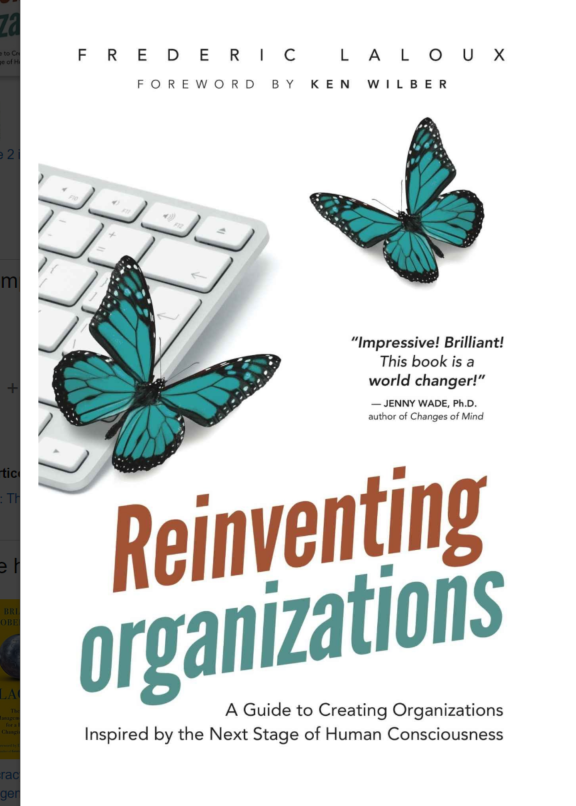 FREDERIC LALOUX
FOREWORD BY KEN WILBER
“Impressive! Brilliant!
This book is a
world changer!”
— JENNY WADE, Ph.D.
author of Changes of Mind
Reinventing
organizations
A Guide to Creating Organizations
Inspired by the Next Stage of Human Consciousness